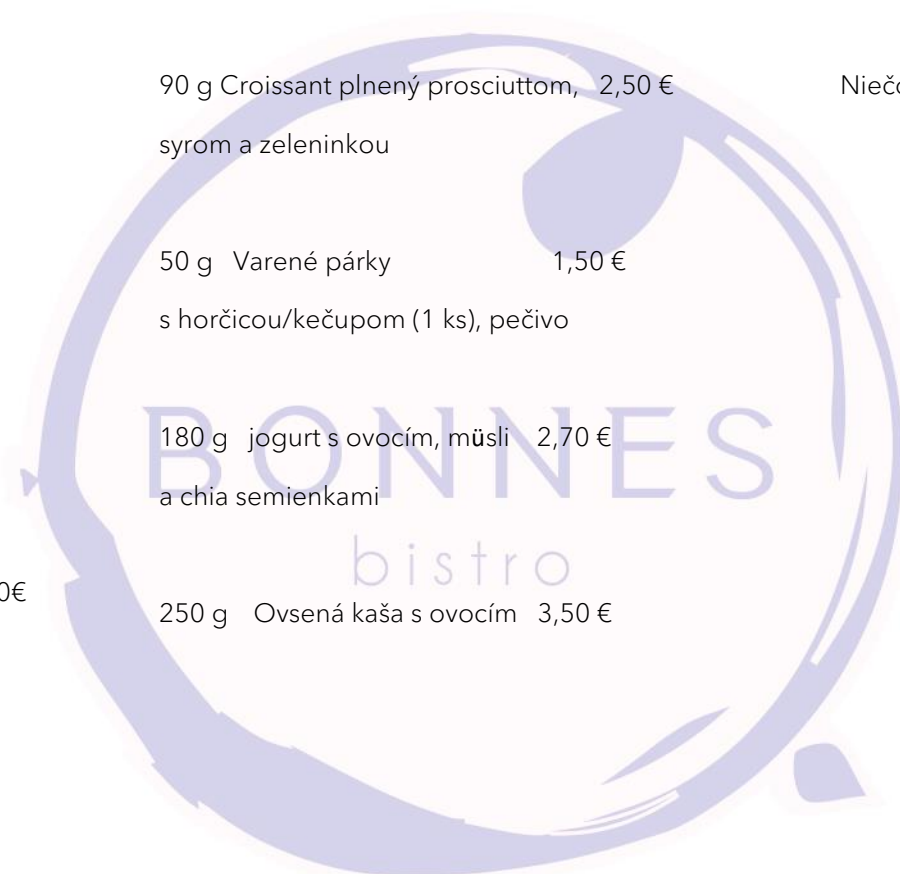 90 g Croissant plnený prosciuttom, 2,50 €
syrom a zeleninkou
50 g Varené párky 1,50 €
s horčicou/kečupom (1 ks), pečivo
180 g jogurt s ovocím, müsli 2,70 €
a chia semienkami
250 g Ovsená kaša s ovocím 3,50 €
BONNES
bistro
0€